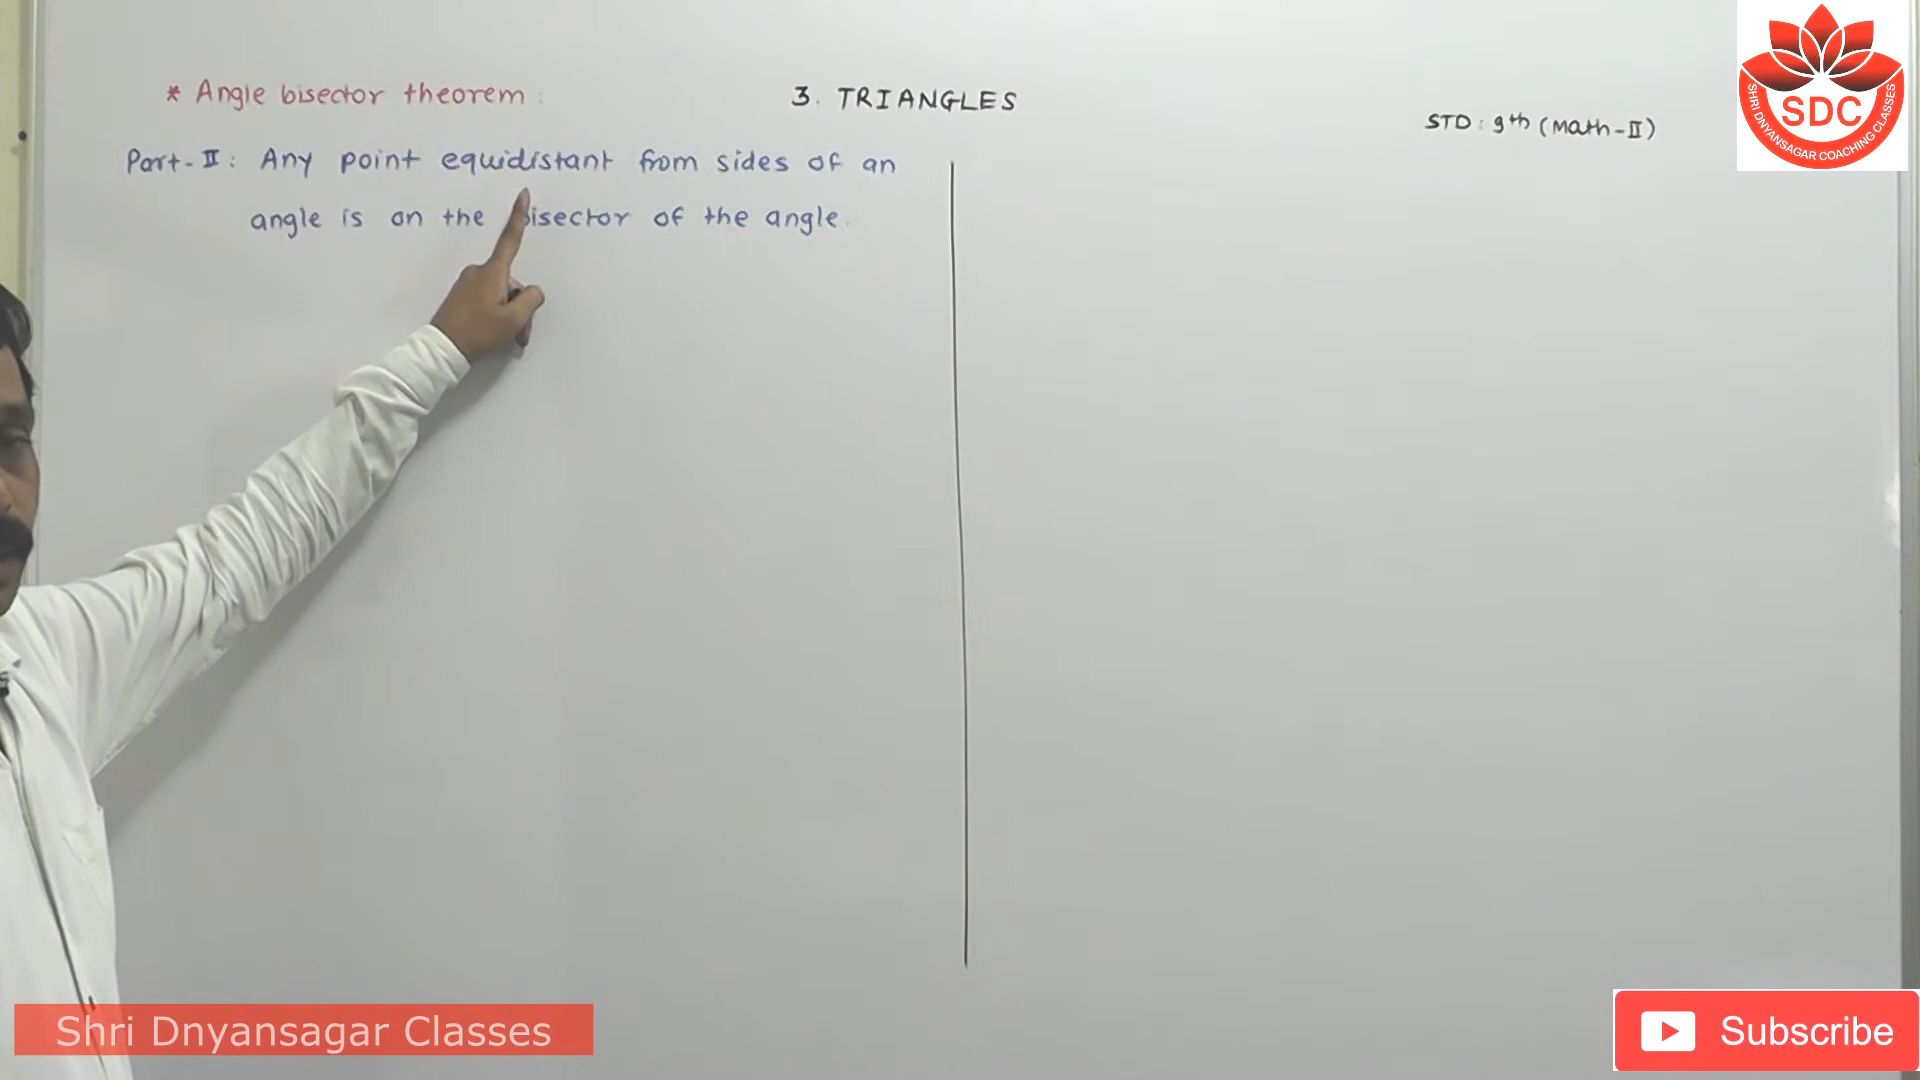 * Angle bisector theorem :
3. TRIANGLES
STD : 9th (Math-II)
Part-II : Any point equidistant from sides of an
angle is on the bisector of the angle.
SDC
SHRI DNYANSAGAR COACHING CLASSES
Shri Dnyansagar Classes
Subscribe